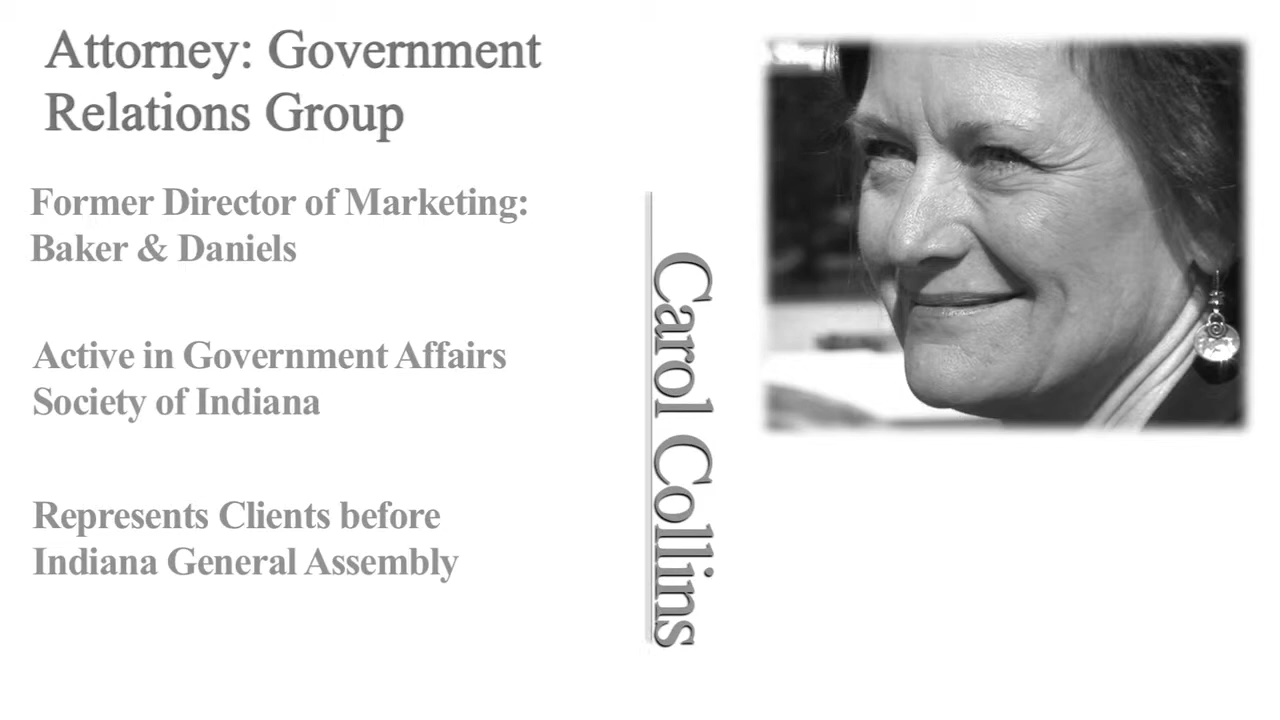 Attorney: Government
Relations Group
Former Director of Marketing:
Baker & Daniels
Active in Government Affairs
Society of Indiana
Represents Clients before
Indiana General Assembly
Carol Collins